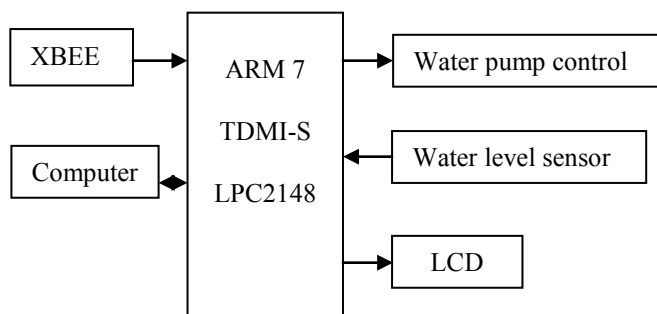 XBEE
Computer
ARM 7
TDMI-S
LPC2148
Water pump control
Water level sensor
LCD